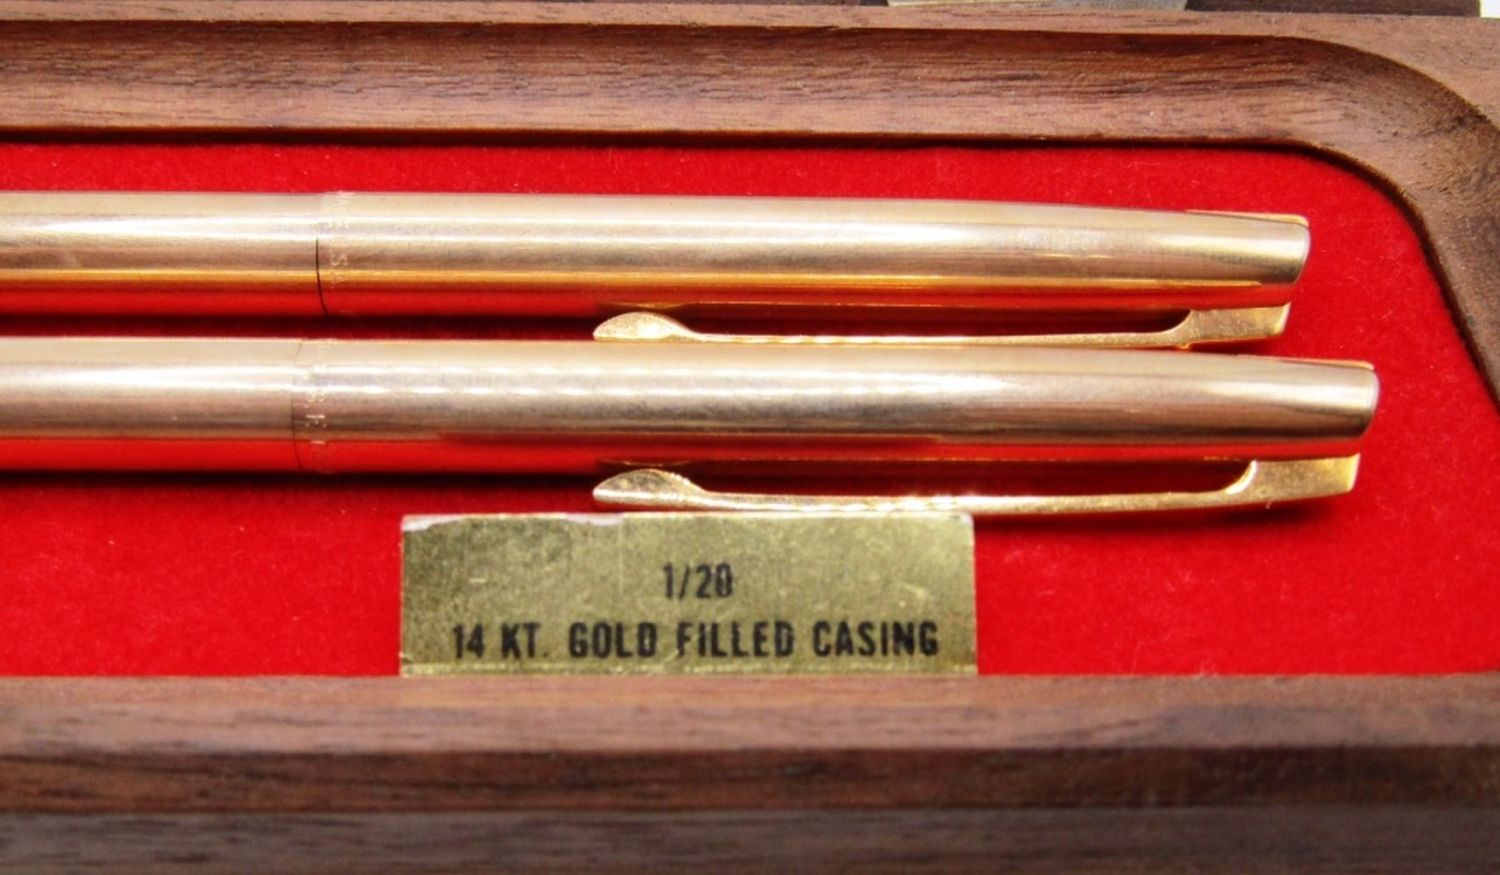 1/20
14 KT. GOLD FILLED CASING